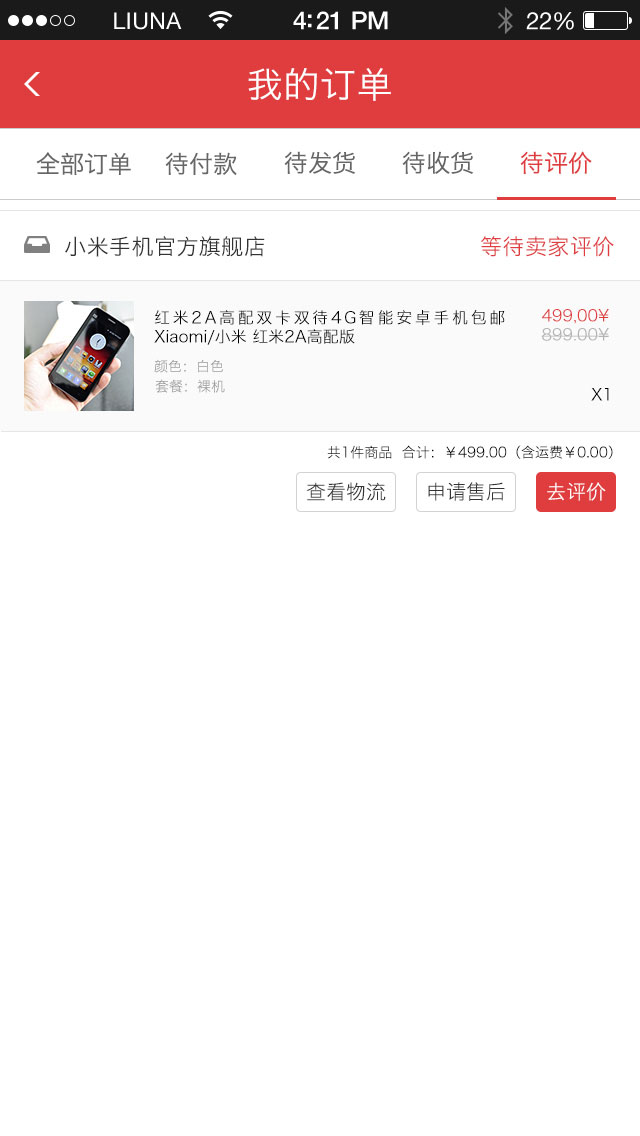 LIUNA 4:21 PM 22%
我的订单
全部订单 待付款 待发货 待收货 待评价
小米手机官方旗舰店 等待卖家评价
红米2A高配双卡双待4G智能安卓手机包邮 499,00¥
Xiaomi/小米 红米2A高配版 899.00¥
颜色：白色
套餐：裸机 X1
共1件商品 合计：￥499.00（含运费￥0.00）
查看物流 申请售后 去评价